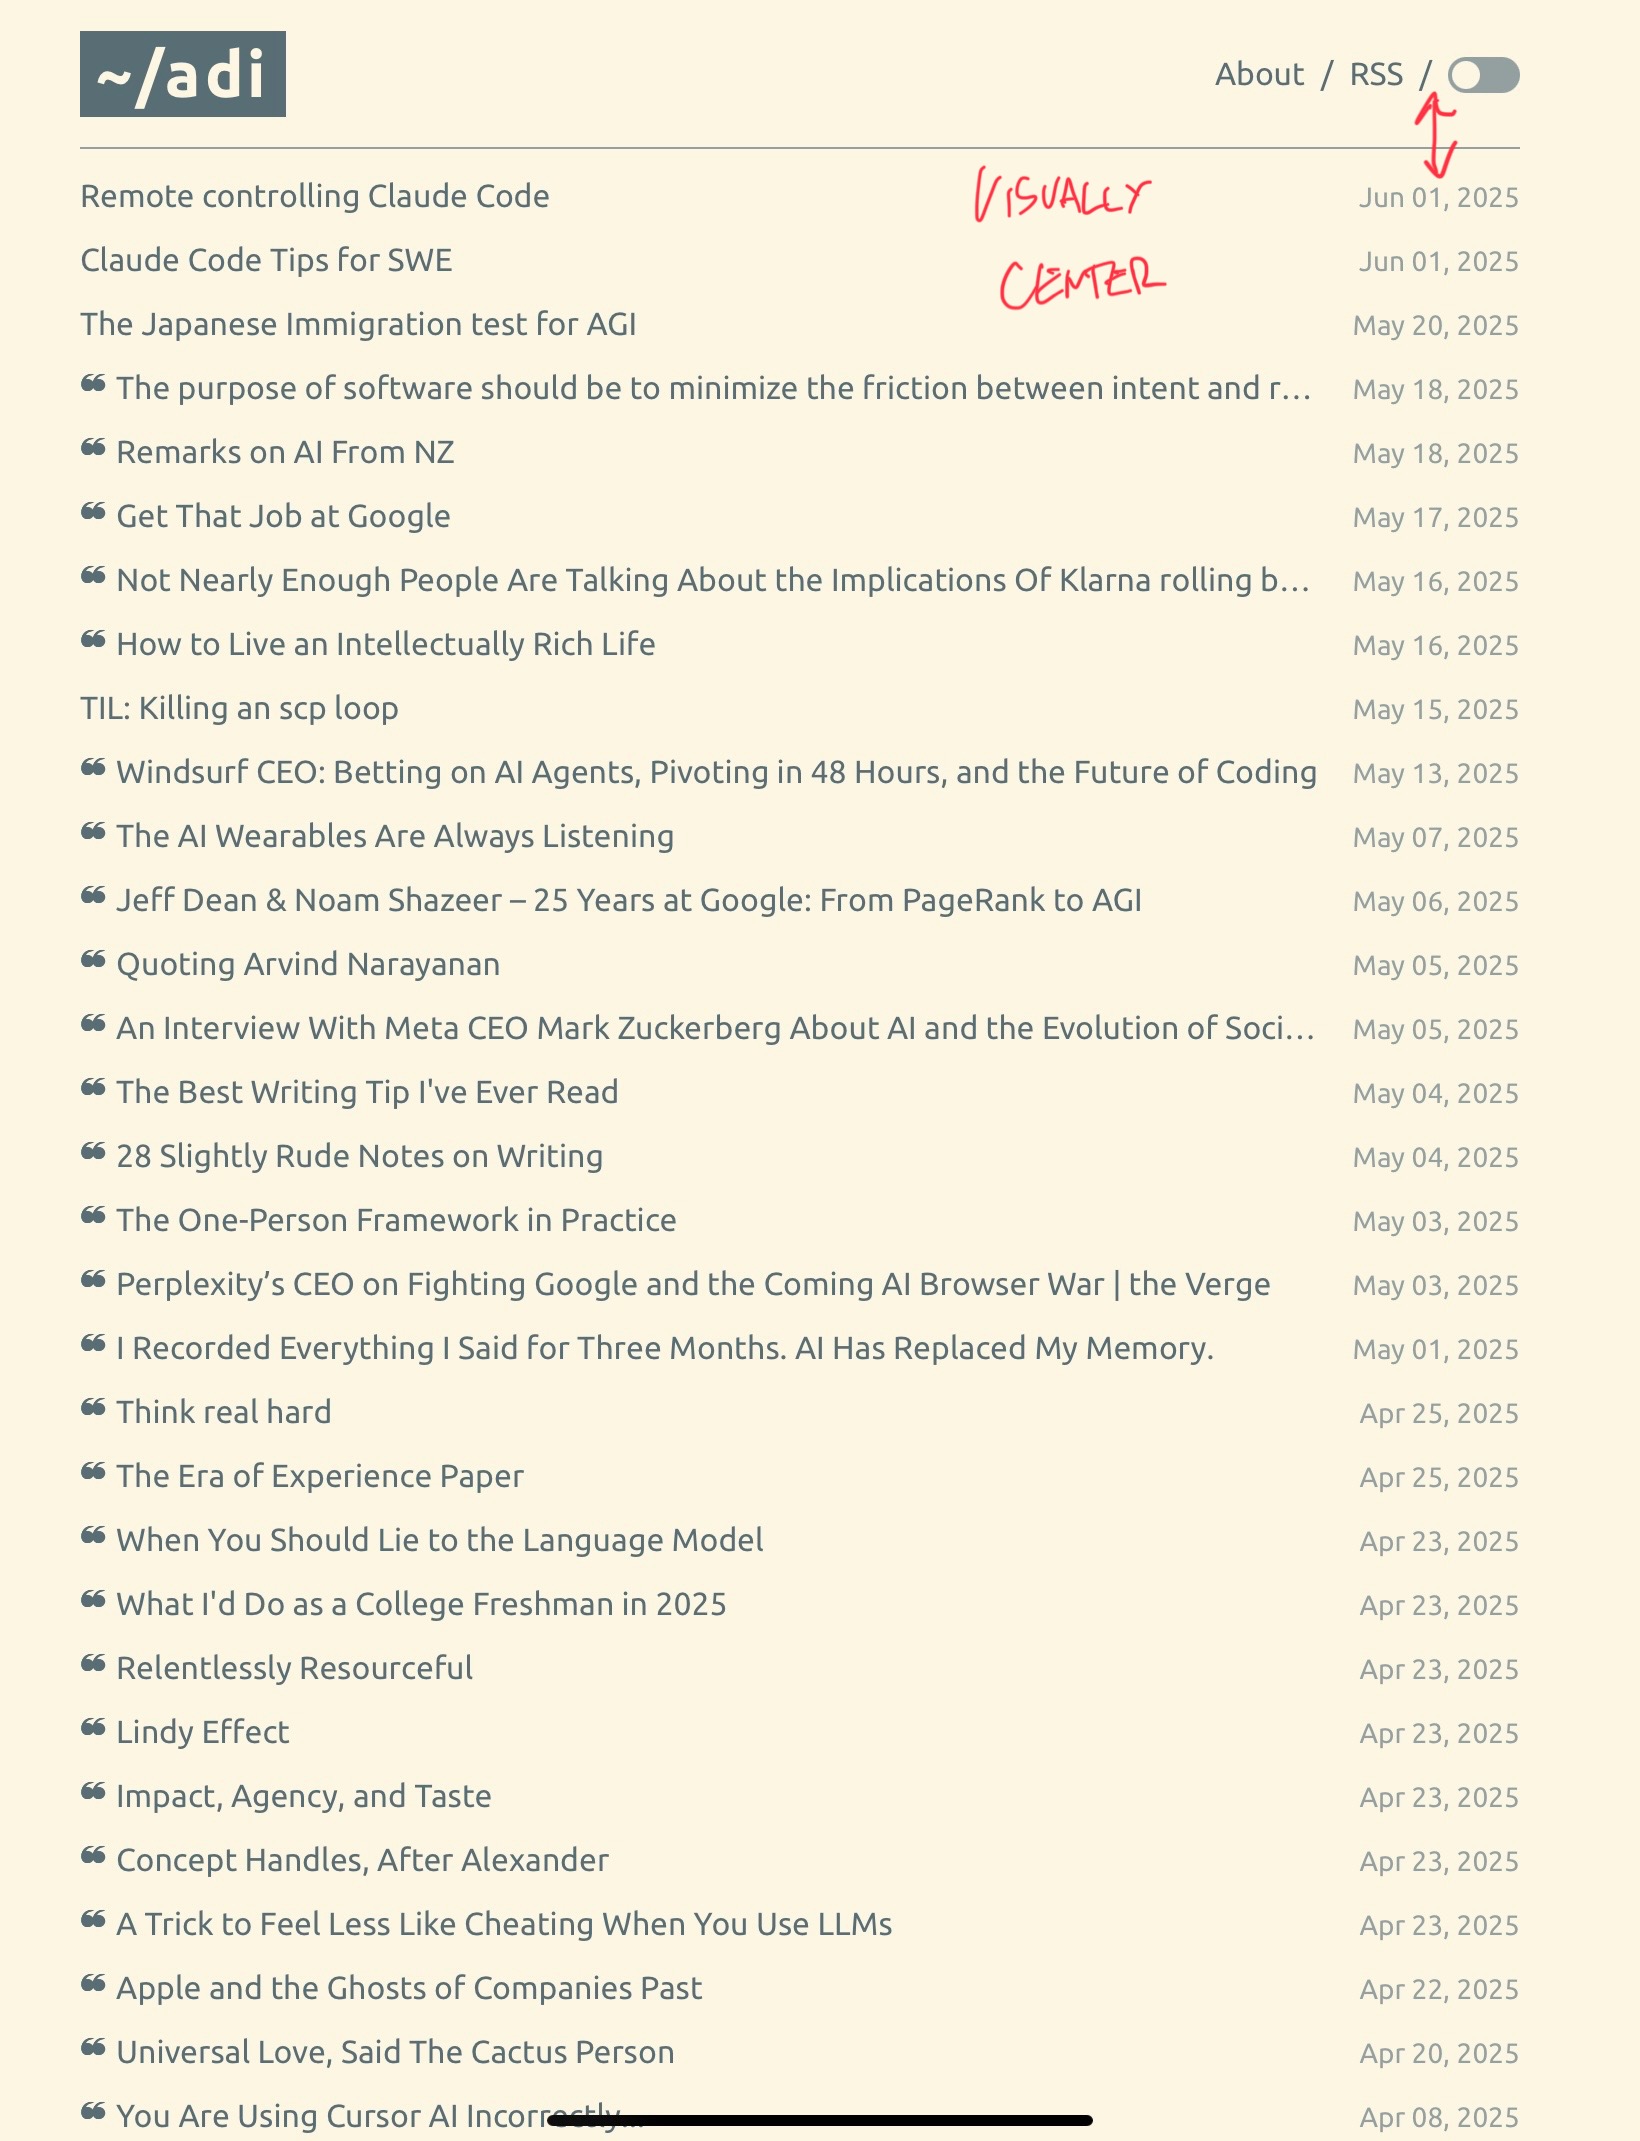 ~/adi
About / RSS /
Remote controlling Claude Code Jun 01, 2025
VISUALLY
Claude Code Tips for SWE Jun 01, 2025
CENTER
The Japanese Immigration test for AGI May 20, 2025
❝ The purpose of software should be to minimize the friction between intent and r… May 18, 2025
❝ Remarks on AI From NZ May 18, 2025
❝ Get That Job at Google May 17, 2025
❝ Not Nearly Enough People Are Talking About the Implications Of Klarna rolling b… May 16, 2025
❝ How to Live an Intellectually Rich Life May 16, 2025
TIL: Killing an scp loop May 15, 2025
❝ Windsurf CEO: Betting on AI Agents, Pivoting in 48 Hours, and the Future of Coding May 13, 2025
❝ The AI Wearables Are Always Listening May 07, 2025
❝ Jeff Dean & Noam Shazeer – 25 Years at Google: From PageRank to AGI May 06, 2025
❝ Quoting Arvind Narayanan May 05, 2025
❝ An Interview With Meta CEO Mark Zuckerberg About AI and the Evolution of Soci… May 05, 2025
❝ The Best Writing Tip I've Ever Read May 04, 2025
❝ 28 Slightly Rude Notes on Writing May 04, 2025
❝ The One-Person Framework in Practice May 03, 2025
❝ Perplexity’s CEO on Fighting Google and the Coming AI Browser War | the Verge May 03, 2025
❝ I Recorded Everything I Said for Three Months. AI Has Replaced My Memory. May 01, 2025
❝ Think real hard Apr 25, 2025
❝ The Era of Experience Paper Apr 25, 2025
❝ When You Should Lie to the Language Model Apr 23, 2025
❝ What I'd Do as a College Freshman in 2025 Apr 23, 2025
❝ Relentlessly Resourceful Apr 23, 2025
❝ Lindy Effect Apr 23, 2025
❝ Impact, Agency, and Taste Apr 23, 2025
❝ Concept Handles, After Alexander Apr 23, 2025
❝ A Trick to Feel Less Like Cheating When You Use LLMs Apr 23, 2025
❝ Apple and the Ghosts of Companies Past Apr 22, 2025
❝ Universal Love, Said The Cactus Person Apr 20, 2025
❝ You Are Using Cursor AI Incorrectly... Apr 08, 2025